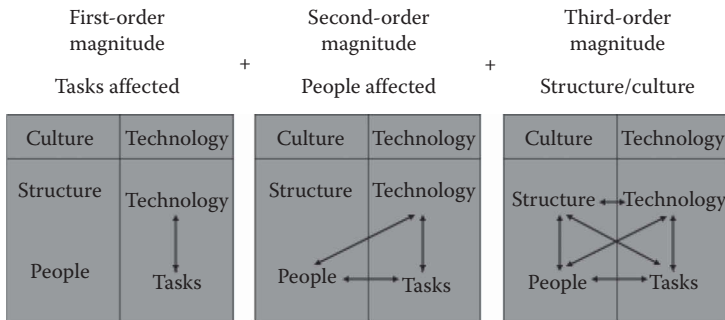 First-order
magnitude
Tasks affected
+
Second-order
magnitude
People affected
+
Third-order
magnitude
Structure/culture
Culture Technology
Structure
Technology
People
Tasks
Culture Technology
Structure Technology
People
Tasks
Culture Technology
Structure Technology
People Tasks